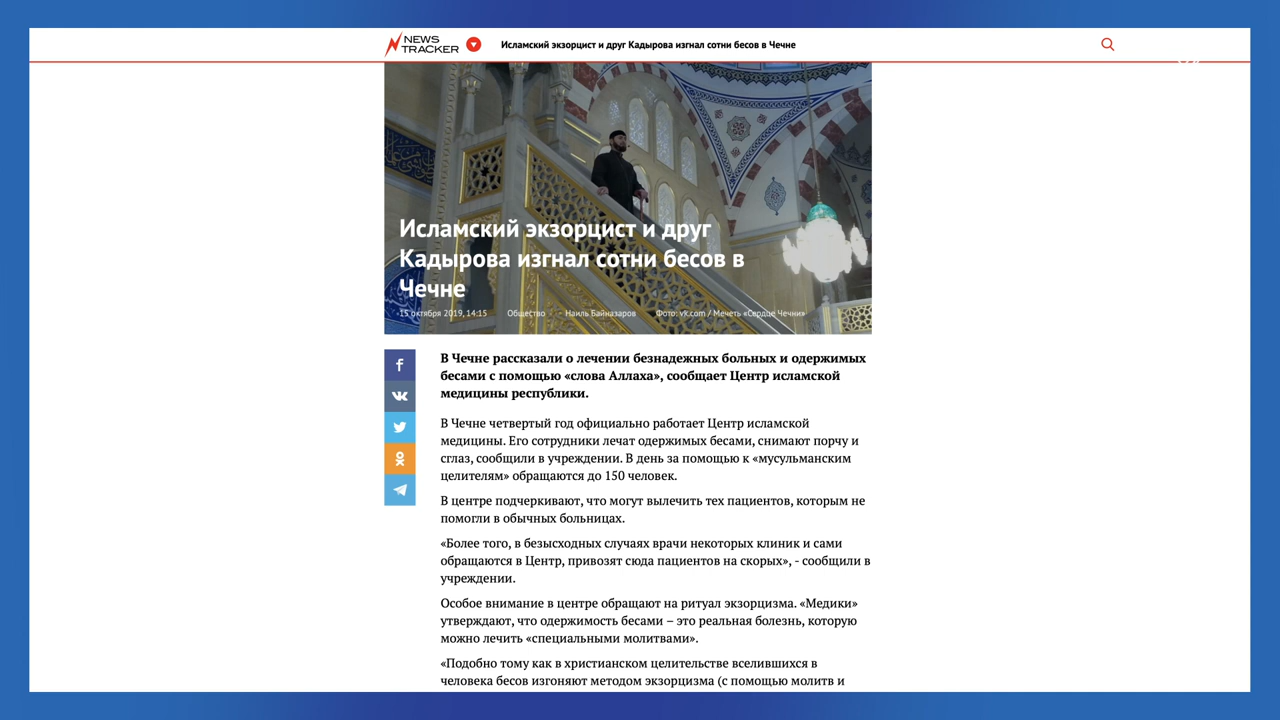 NEWS
TRACKER
Исламский экзорцист и друг Кадырова изгнал сотни бесов в Чечне
Исламский экзорцист и друг
Кадырова изгнал сотни бесов в
Чечне
15 октября 2019, 14:15 Общество Наиль Байназаров Фото: vk.com / Мечеть «Сердце Чечни»
В Чечне рассказали о лечении безнадежных больных и одержимых
бесами с помощью «слова Аллаха», сообщает Центр исламской
медицины республики.
В Чечне четвертый год официально работает Центр исламской
медицины. Его сотрудники лечат одержимых бесами, снимают порчу и
сглаз, сообщили в учреждении. В день за помощью к «мусульманским
целителям» обращаются до 150 человек.
В центре подчеркивают, что могут вылечить тех пациентов, которым не
помогли в обычных больницах.
«Более того, в безысходных случаях врачи некоторых клиник и сами
обращаются в Центр, привозят сюда пациентов на скорых», - сообщили в
учреждении.
Особое внимание в центре обращают на ритуал экзорцизма. «Медики»
утверждают, что одержимость бесами – это реальная болезнь, которую
можно лечить «специальными молитвами».
«Подобно тому как в христианском целительстве вселившихся в
человека бесов изгоняют методом экзорцизма (с помощью молитв и